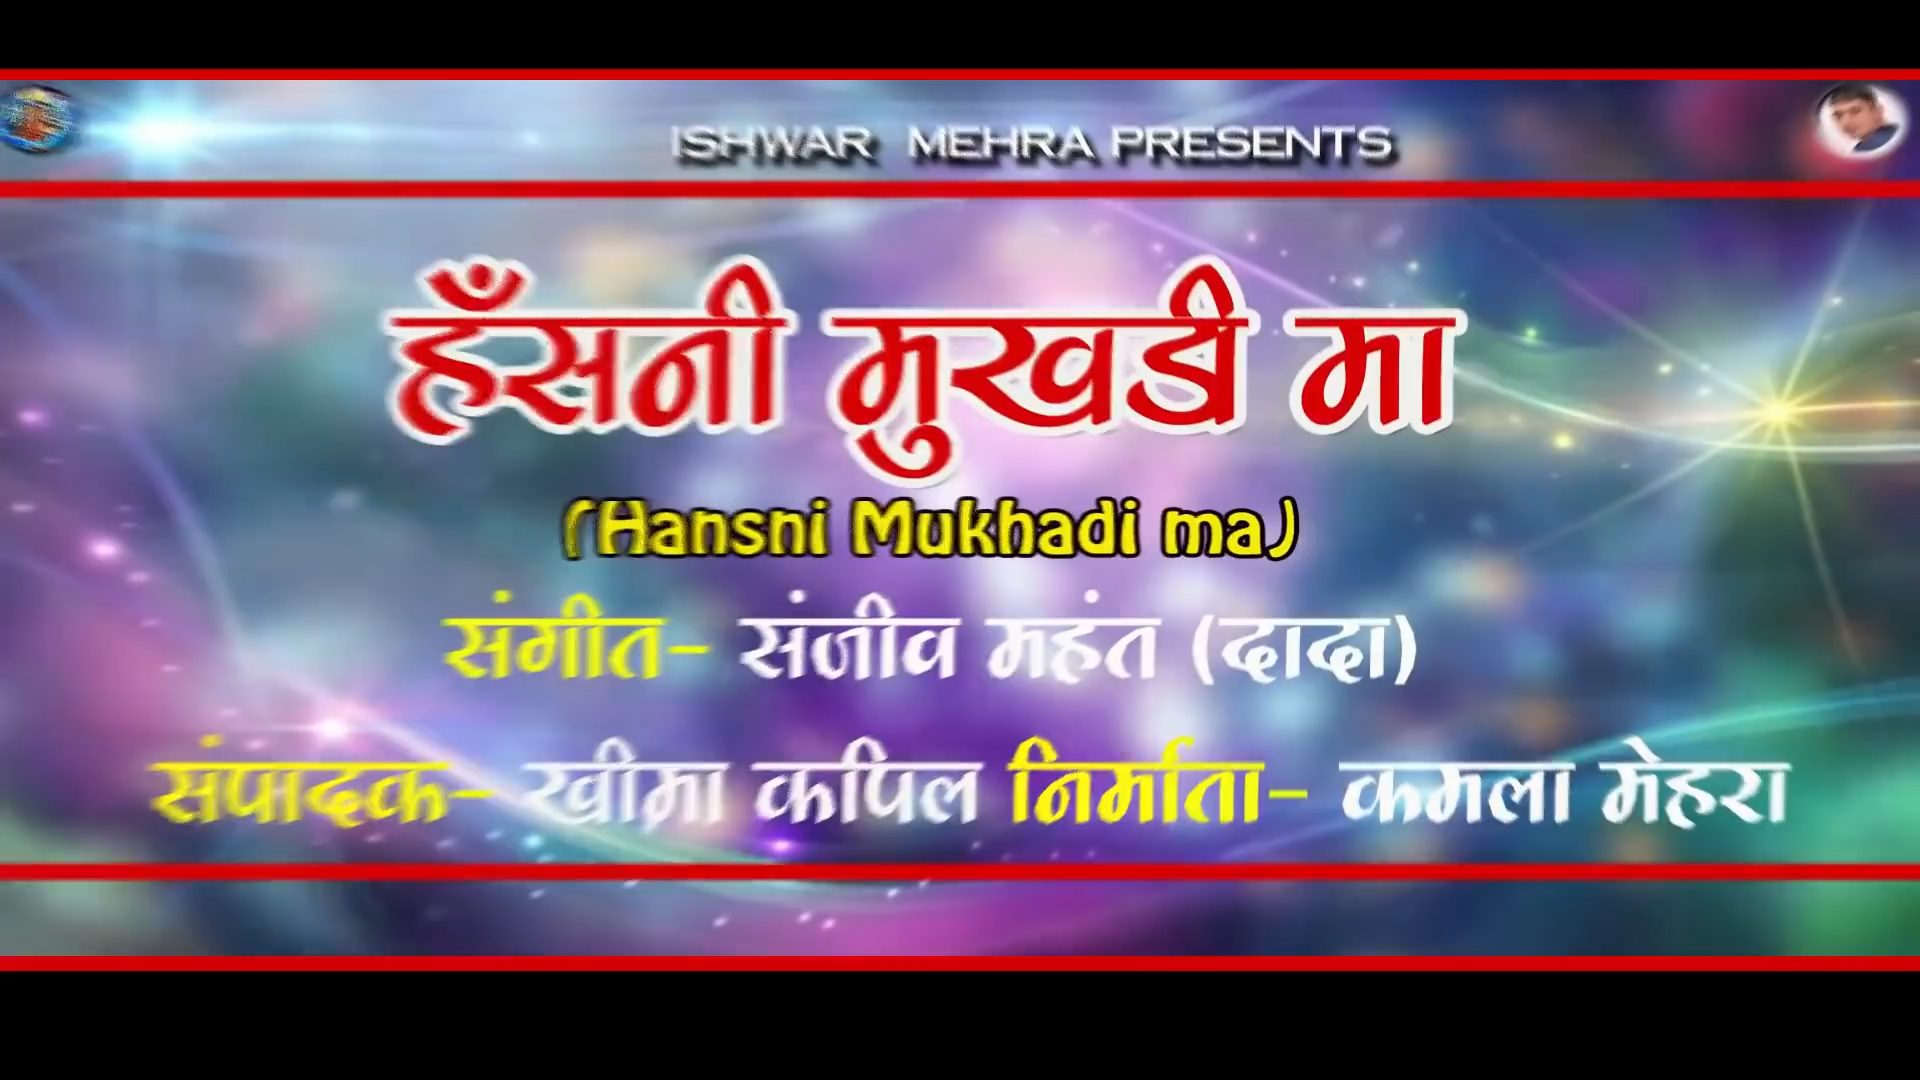 ISHWAR MEHRA PRESENTS
हँसनी मुखडी मा
(Hansni Mukhadi ma)
संगीत- संजीव महंत (दादा)
संपादक- खीमा कपिल निर्माता- कमला मेहरा